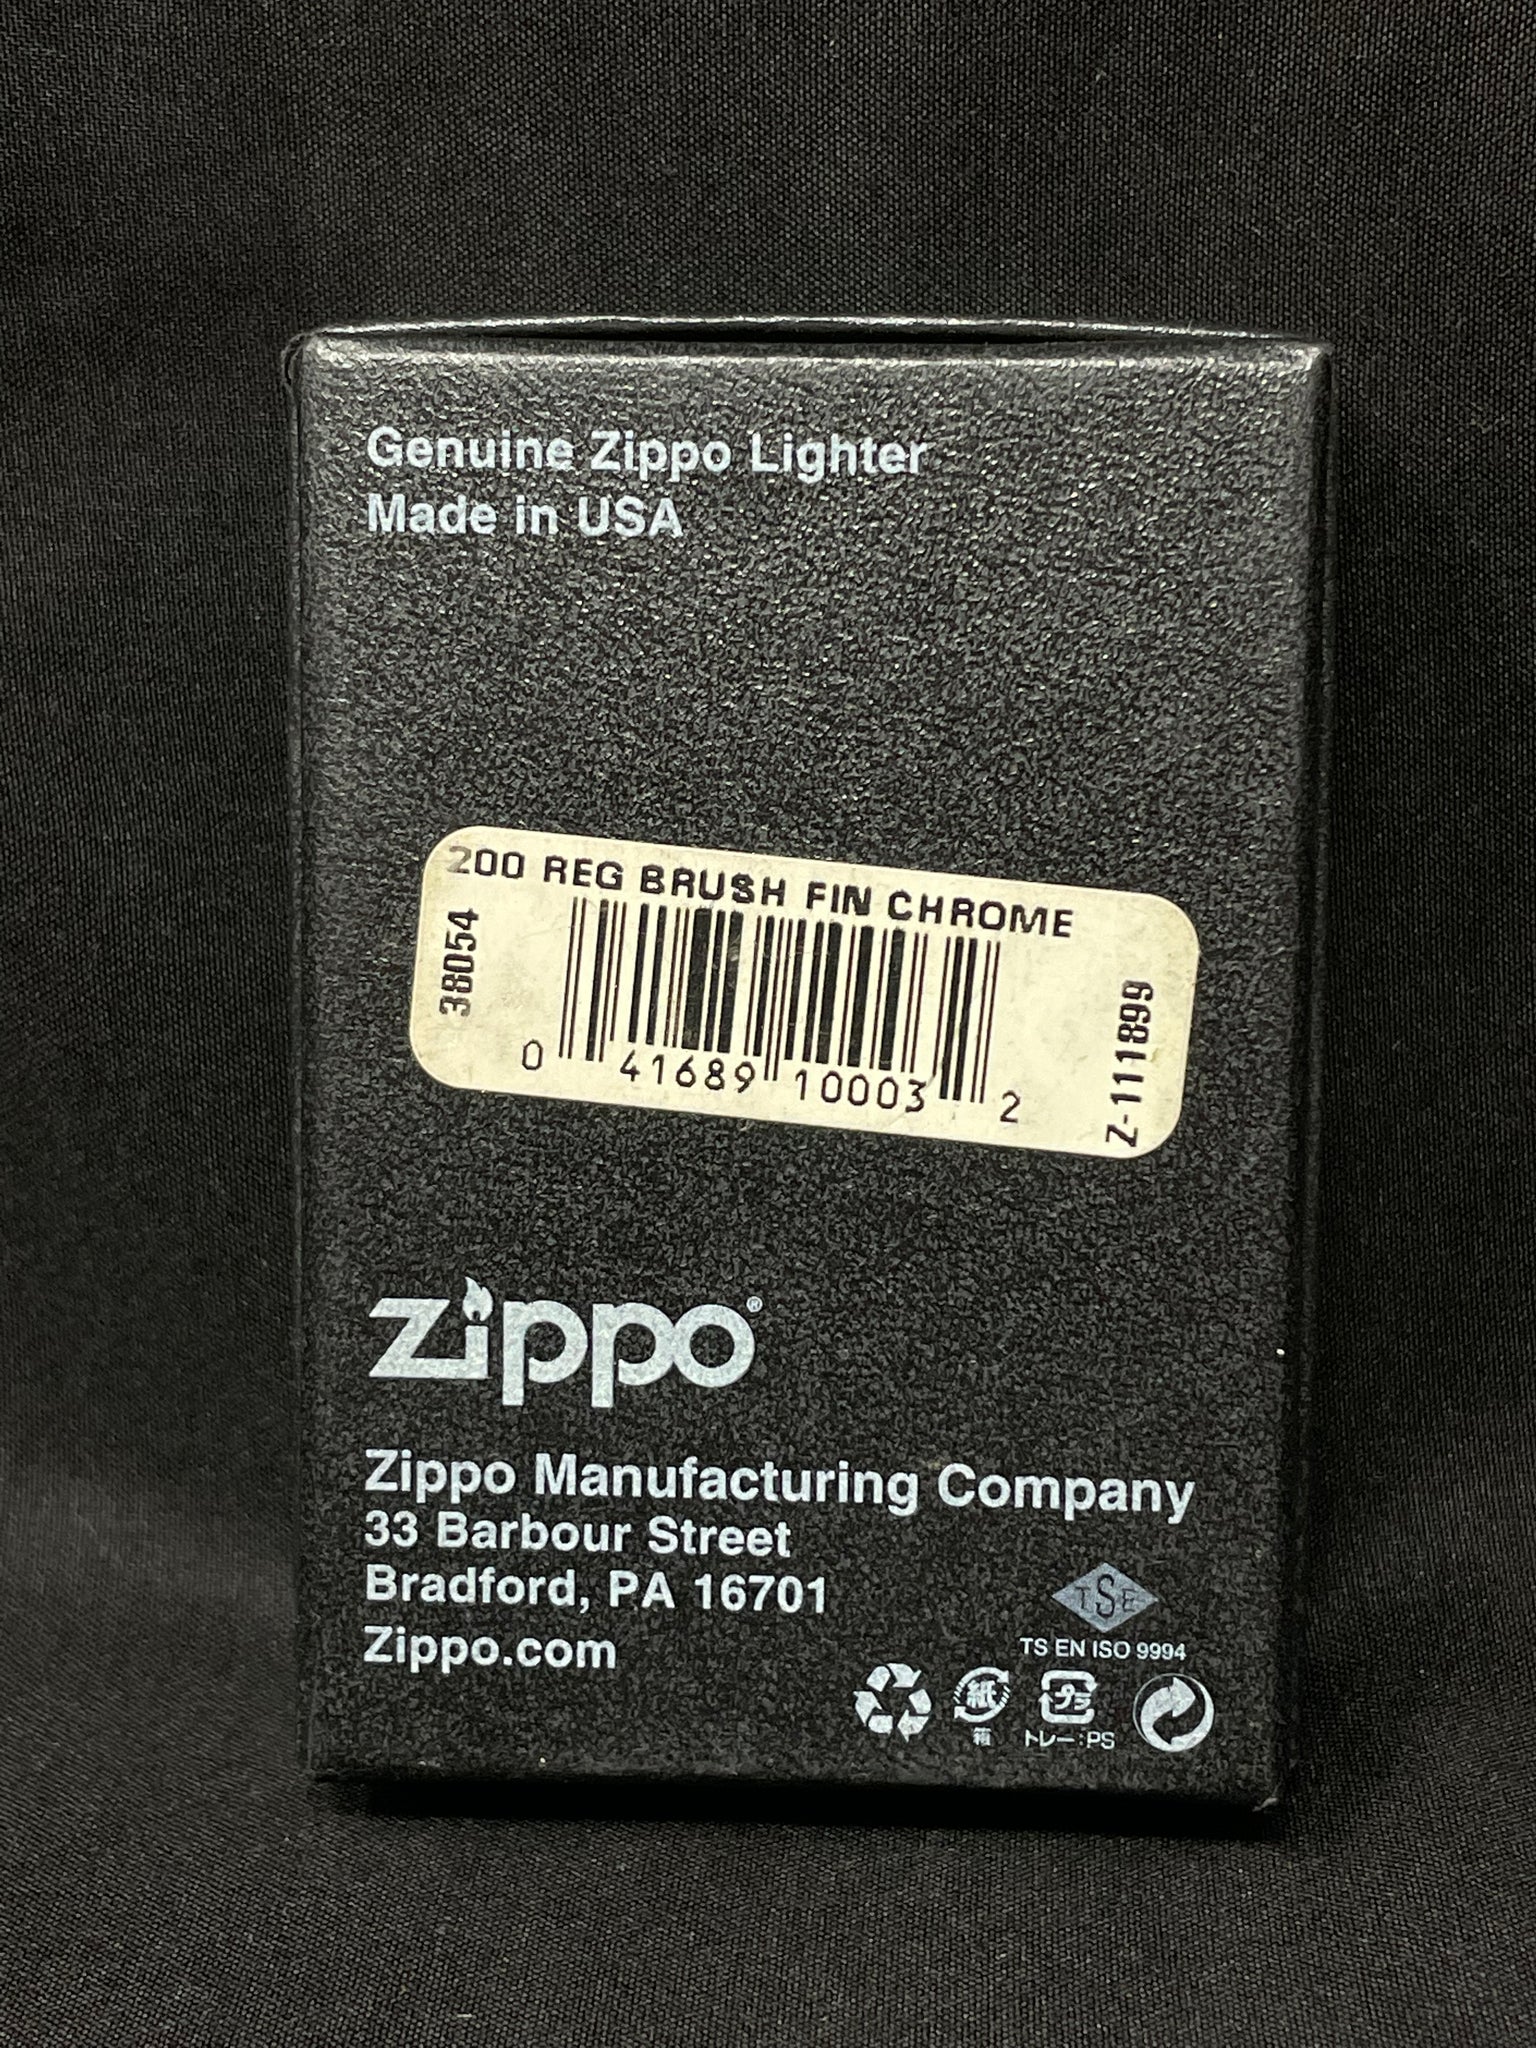 Genuine Zippo Lighter
Made in USA
200 REG BRUSH FIN CHROME
38054
0 41689 10003 2
Z-111899
zippo®
Zippo Manufacturing Company
33 Barbour Street
Bradford, PA 16701
Zippo.com
TSE
TS EN ISO 9994
紙 プラ
箱 トレー:PS